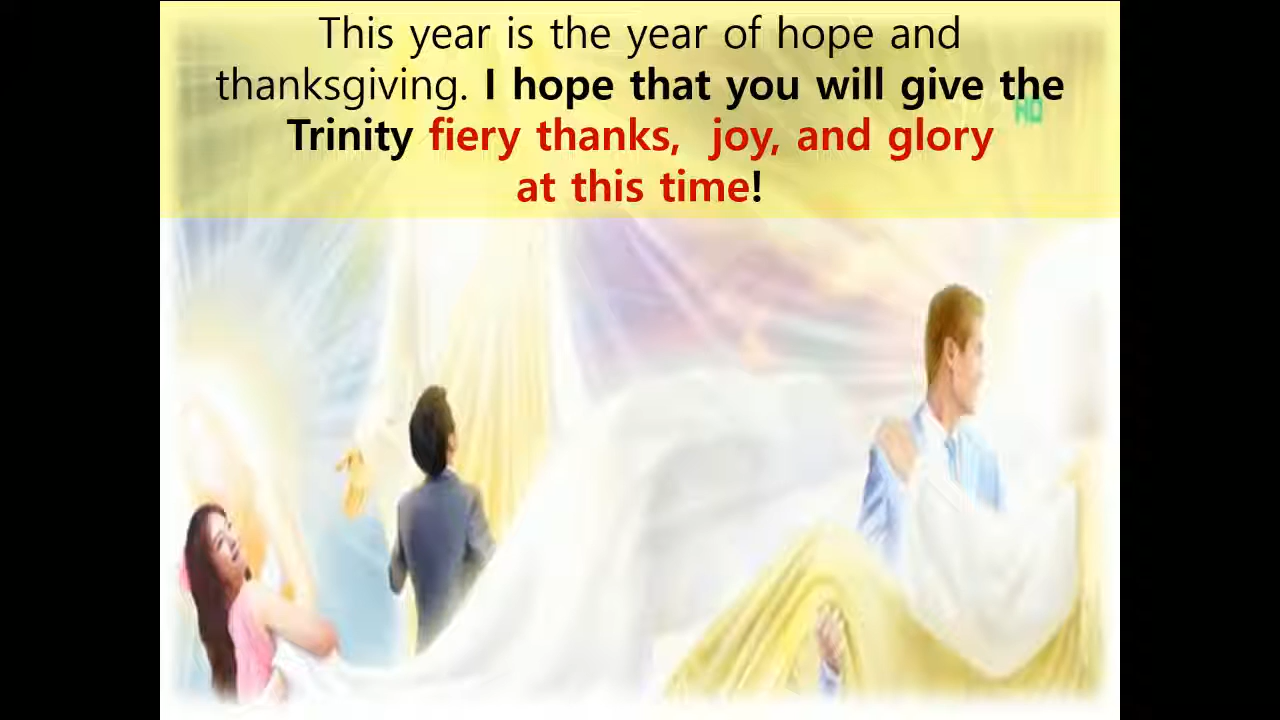 This year is the year of hope and
thanksgiving. I hope that you will give the
Trinity fiery thanks,  joy, and glory
at this time!
HD